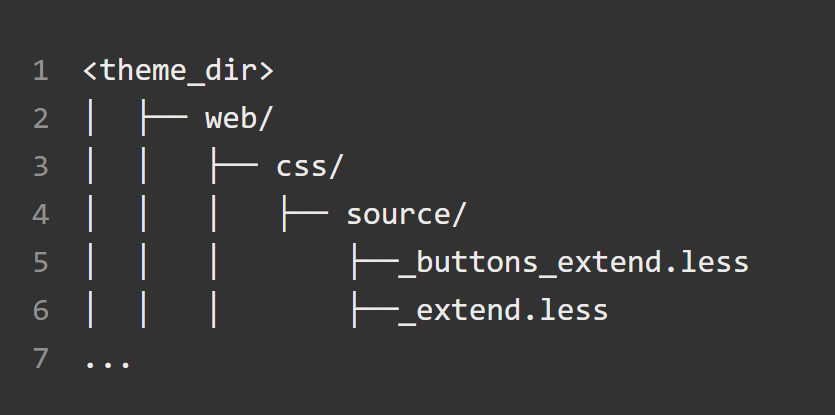 1 <theme_dir>
2 │  ├── web/
3 │  │   ├── css/
4 │  │   │   ├── source/
5 │  │   │       ├──_buttons_extend.less
6 │  │   │       ├──_extend.less
7 ...